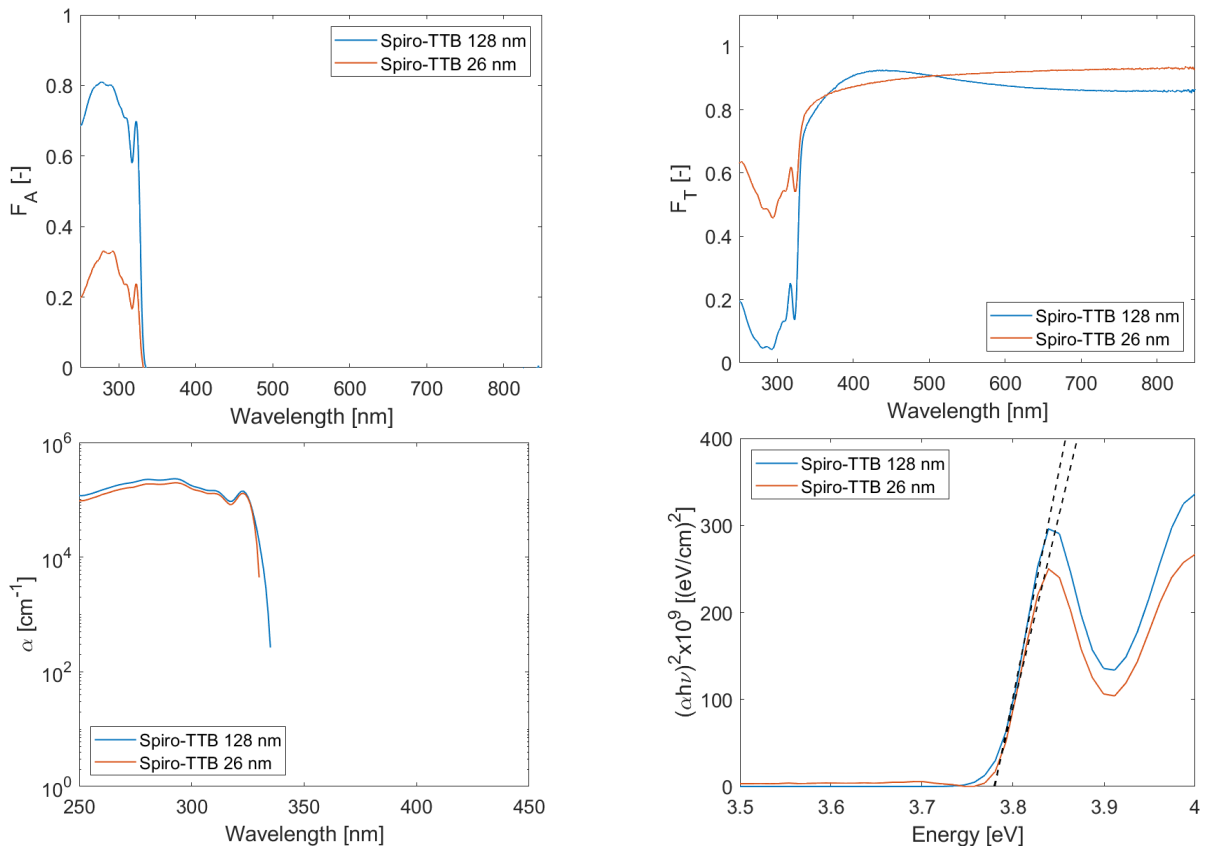 1
0.8
0.6
0.4
0.2
0
F_A [-]
300 400 500 600 700 800
Wavelength [nm]
Spiro-TTB 128 nm
Spiro-TTB 26 nm
1
0.8
0.6
0.4
0.2
0
F_T [-]
300 400 500 600 700 800
Wavelength [nm]
Spiro-TTB 128 nm
Spiro-TTB 26 nm
10^6
10^4
10^2
10^0
α [cm^-1]
250 300 350 400 450
Wavelength [nm]
Spiro-TTB 128 nm
Spiro-TTB 26 nm
400
300
200
100
0
(αhν)^2x10^9 [(eV/cm)^2]
3.5 3.6 3.7 3.8 3.9 4
Energy [eV]
Spiro-TTB 128 nm
Spiro-TTB 26 nm